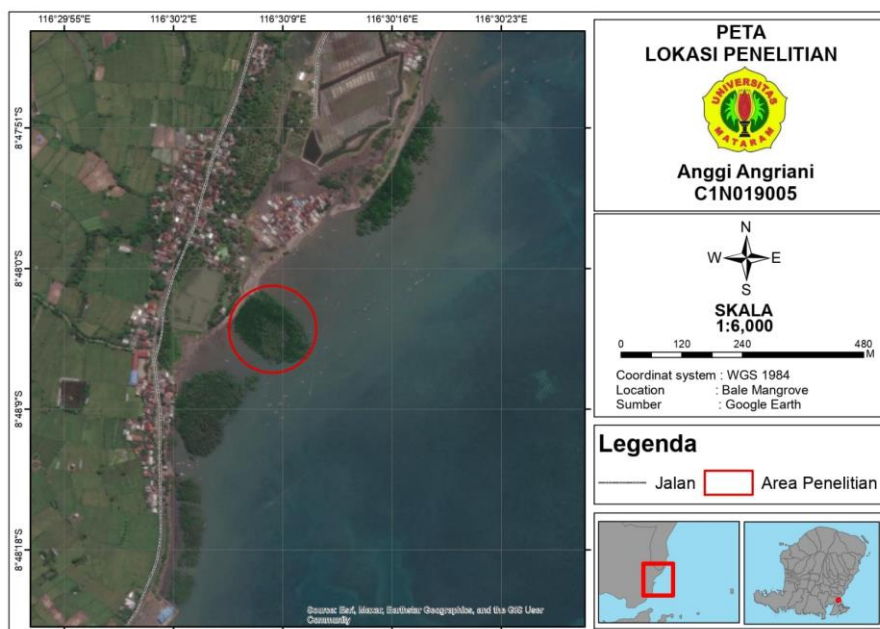 116°29'55"E 116°30'2"E 116°30'9"E 116°30'16"E 116°30'23"E
8°47'51"S
8°48'0"S
8°48'9"S
8°48'18"S
Source: Esri, Maxar, Earthstar Geographics, and the GIS User
Community
PETA
LOKASI PENELITIAN
UNIVERSITAS
MATARAM
Anggi Angriani
C1N019005
N
W E
S
SKALA
1:6,000
0 120 240 480
M
Coordinat system : WGS 1984
Location : Bale Mangrove
Sumber : Google Earth
Legenda
Jalan Area Penelitian